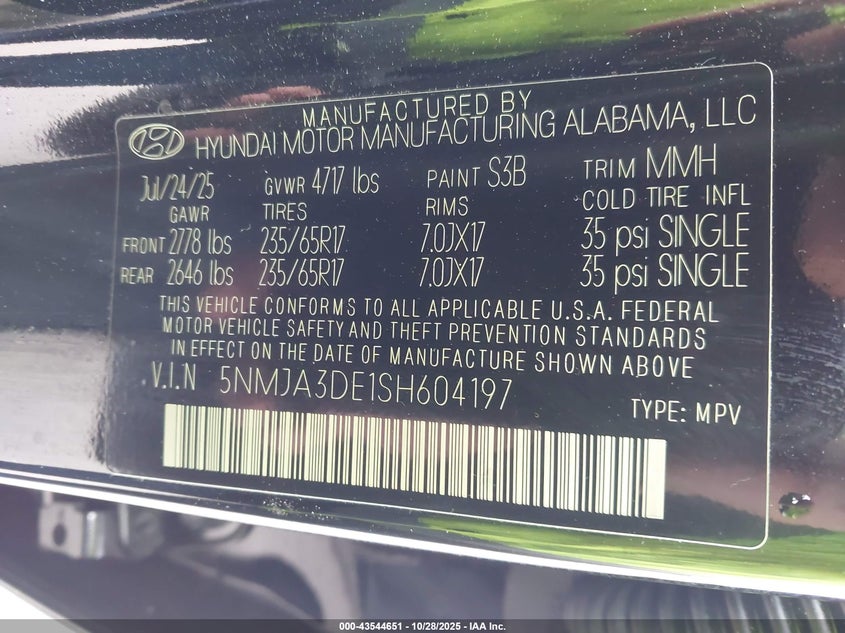 MANUFACTURED BY
HYUNDAI MOTOR MANUFACTURING ALABAMA, LLC
Jul/24/25 GVWR 4717 lbs PAINT S3B TRIM MMH
GAWR TIRES RIMS COLD TIRE INFL
FRONT 2778 lbs 235/65R17 7.0JX17 35 psi SINGLE
REAR 2646 lbs 235/65R17 7.0JX17 35 psi SINGLE
THIS VEHICLE CONFORMS TO ALL APPLICABLE U.S.A. FEDERAL
MOTOR VEHICLE SAFETY AND THEFT PREVENTION STANDARDS
IN EFFECT ON THE DATE OF MANUFACTURE SHOWN ABOVE
V.I.N 5NMJA3DE1SH604197
TYPE: MPV
000-43544651 - 10/28/2025 - IAA Inc.